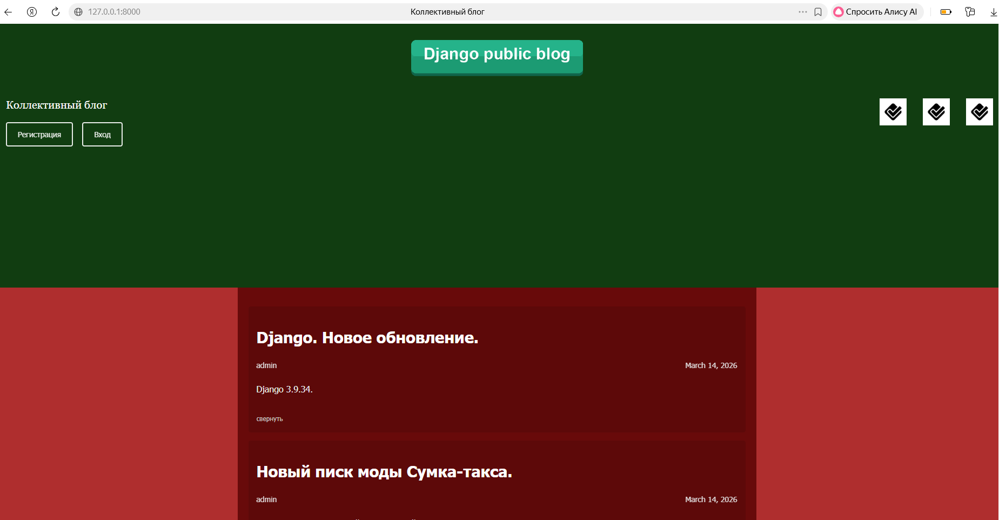 127.0.0.1:8000
Коллективный блог
Спросить Алису AI
Django public blog
Коллективный блог
Регистрация
Вход
Django. Новое обновление.
admin
March 14, 2026
Django 3.9.34.
свернуть
Новый писк моды Сумка-такса.
admin
March 14, 2026